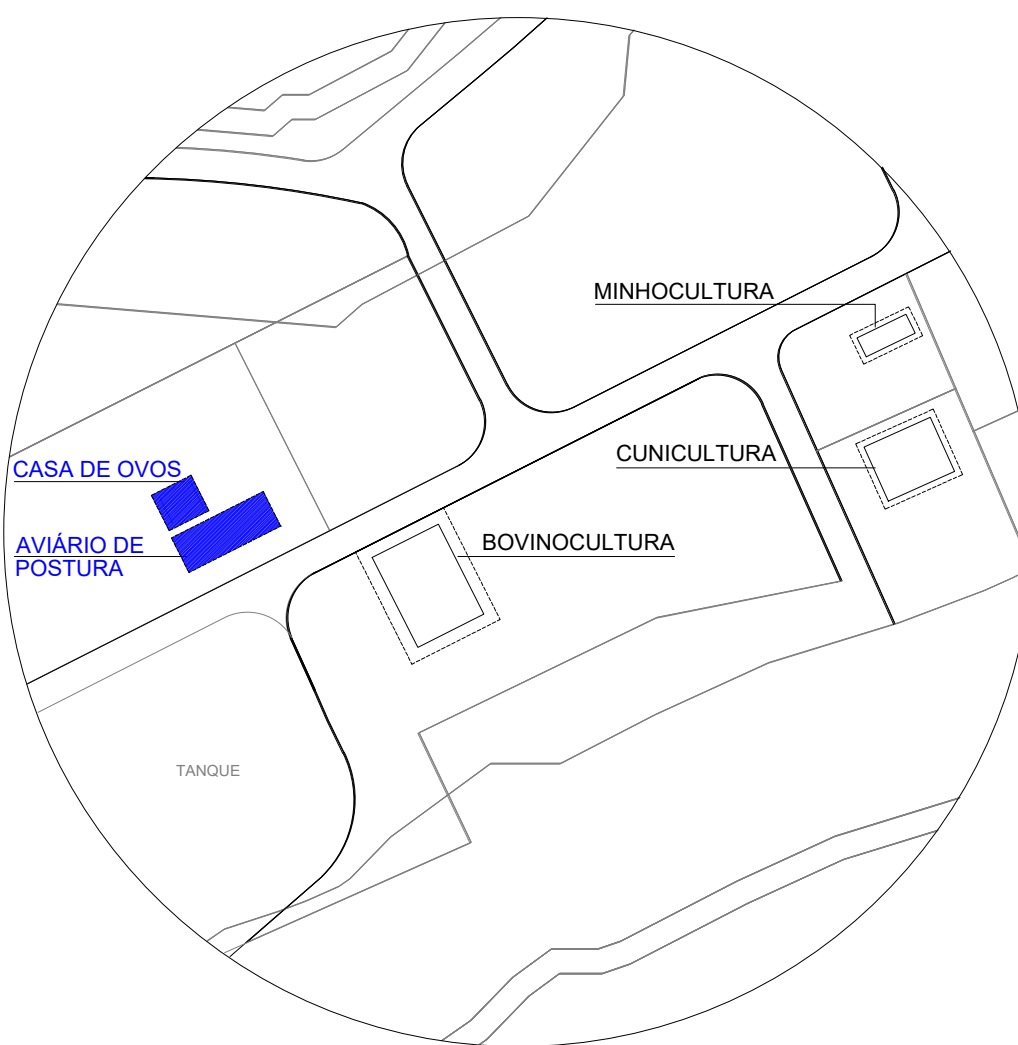 MINHOCULTURA
CUNICULTURA
CASA DE OVOS
AVIÁRIO DE
POSTURA
BOVINOCULTURA
TANQUE